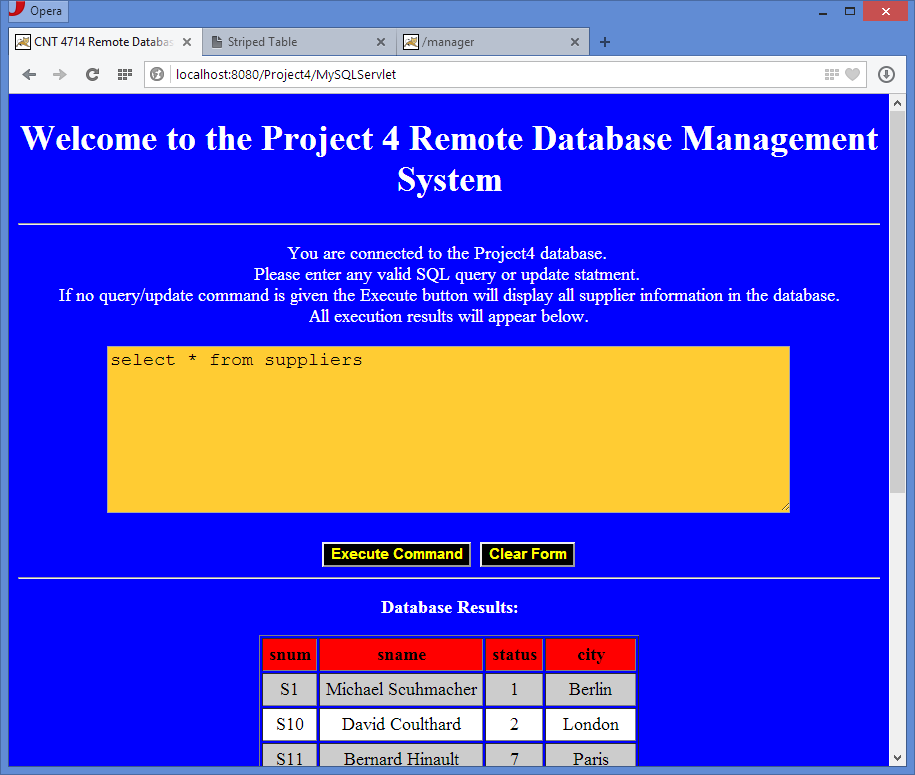 Opera
CNT 4714 Remote Databas
Striped Table
/manager
localhost:8080/Project4/MySQLServlet
Welcome to the Project 4 Remote Database Management
System
You are connected to the Project4 database.
Please enter any valid SQL query or update statment.
If no query/update command is given the Execute button will display all supplier information in the database.
All execution results will appear below.
select * from suppliers
Execute Command Clear Form
Database Results:
snum sname status city
S1 Michael Scuhmacher 1 Berlin
S10 David Coulthard 2 London
S11 Bernard Hinault 7 Paris